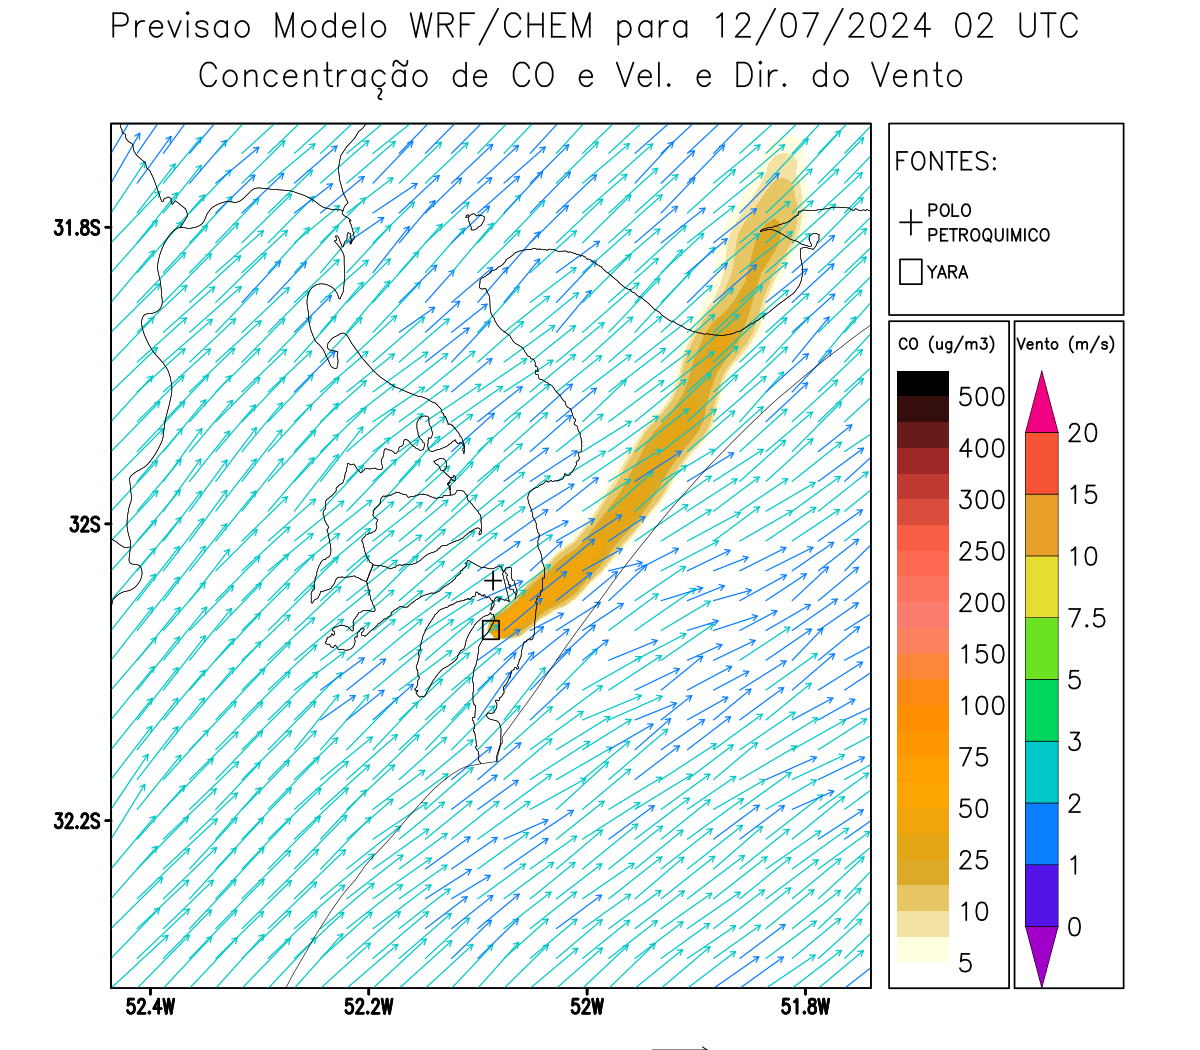 Previsao Modelo WRF/CHEM para 12/07/2024 02 UTC
Concentração de CO e Vel. e Dir. do Vento
FONTES:
POLO
PETROQUIMICO
YARA
CO (ug/m3)
500
400
300
250
200
150
100
75
50
25
10
5
Vento (m/s)
20
15
10
7.5
5
3
2
1
0
31.8S
32S
32.2S
52.4W
52.2W
52W
51.8W